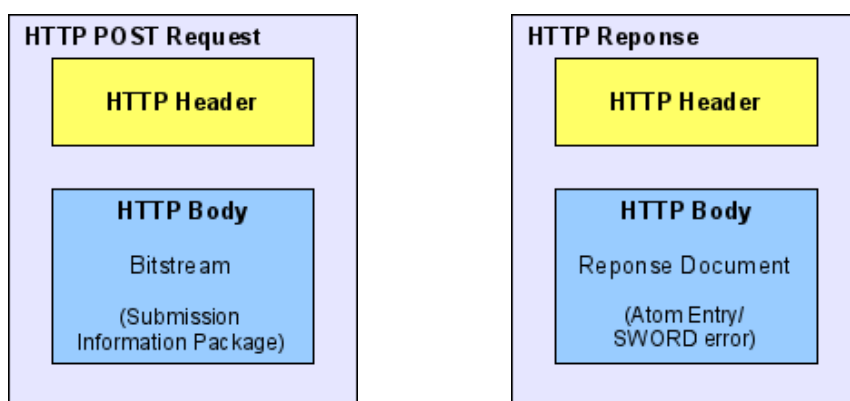 HTTP POST Request
HTTP Header
HTTP Body
Bitstream
(Submission
Information Package)
HTTP Reponse
HTTP Header
HTTP Body
Reponse Document
(Atom Entry/
SWORD error)